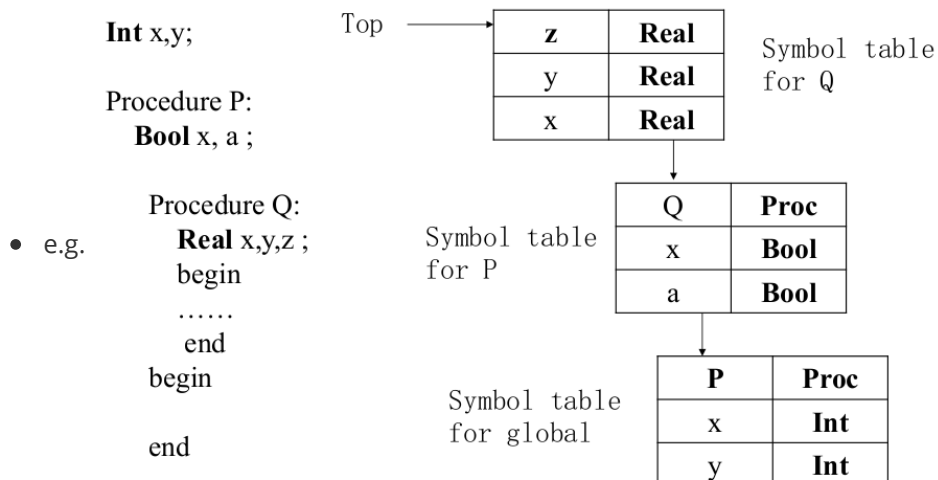 Int x,y;
Procedure P:
Bool x, a ;
Procedure Q:
• e.g. Real x,y,z ;
begin
……
end
begin
end
Top
z Real
y Real
x Real
Symbol table
for Q
Q Proc
x Bool
a Bool
Symbol table
for P
P Proc
x Int
y Int
Symbol table
for global